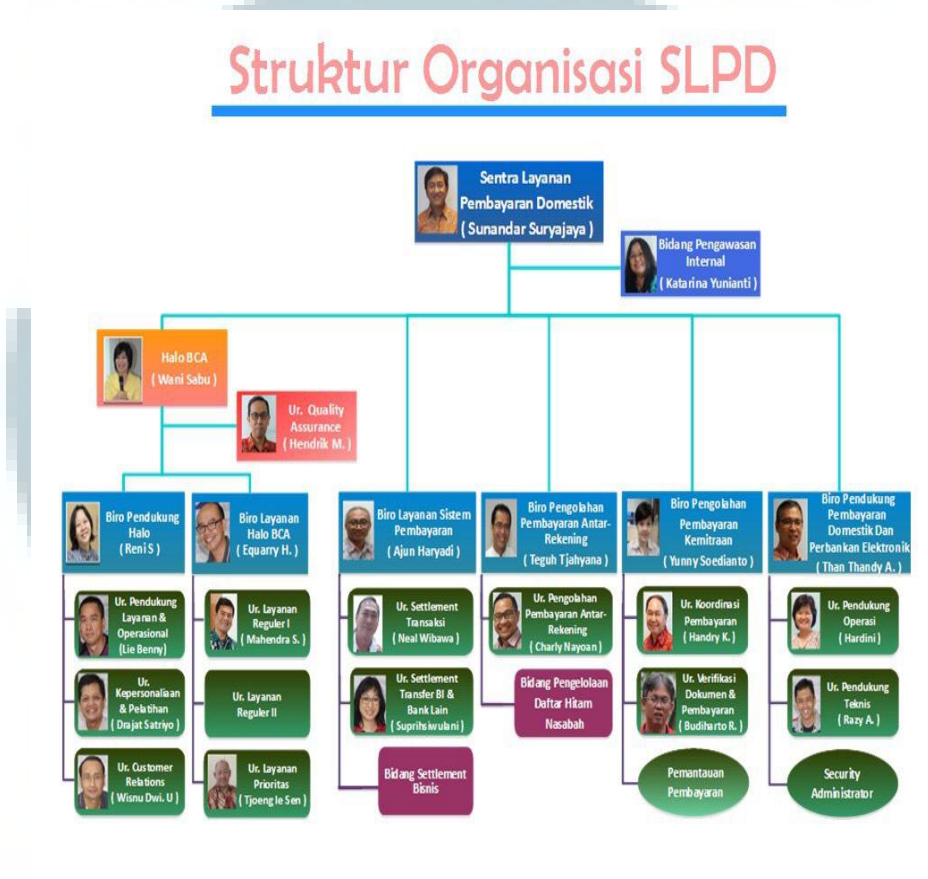 Struktur Organisasi SLPD
Sentra Layanan
Pembayaran Domestik
( Sunandar Suryajaya )
Bidang Pengawasan
Internal
( Katarina Yunianti )
Halo BCA
( Wani Sabu )
Ur. Quality
Assurance
( Hendrik M. )
Biro Pendukung
Halo
( Reni S )
Biro Layanan
Halo BCA
( Equarry H. )
Biro Layanan Sistem
Pembayaran
( Ajun Haryadi )
Biro Pengolahan
Pembayaran Antar-
Rekening
( Teguh Tjahyana )
Biro Pengolahan
Pembayaran
Kemitraan
( Yunny Soedianto )
Biro Pendukung
Pembayaran
Domestik Dan
Perbankan Elektronik
( Than Thandy A. )
Ur. Pendukung
Layanan &
Operasional
(Lie Benny)
Ur.
Kepersonaliaan
& Pelatihan
( Drajat Satriyo )
Ur. Customer
Relations
( Wisnu Dwi. U )
Ur. Layanan
Reguler I
( Mahendra S. )
Ur. Layanan
Reguler II
Ur. Layanan
Prioritas
( Tjoeng Ie Sen )
Ur. Settlement
Transaksi
( Neal Wibawa )
Ur. Settlement
Transfer BI &
Bank Lain
( Suprihsiwulani )
Bidang Settlement
Bisnis
Ur. Pengolahan
Pembayaran Antar-
Rekening
( Charly Nayoan )
Bidang Pengelolaan
Daftar Hitam
Nasabah
Ur. Koordinasi
Pembayaran
( Handry K. )
Ur. Verifikasi
Dokumen &
Pembayaran
( Budiharto R. )
Pemantauan
Pembayaran
Ur. Pendukung
Operasi
( Hardini )
Ur. Pendukung
Teknis
( Razy A. )
Security
Administrator